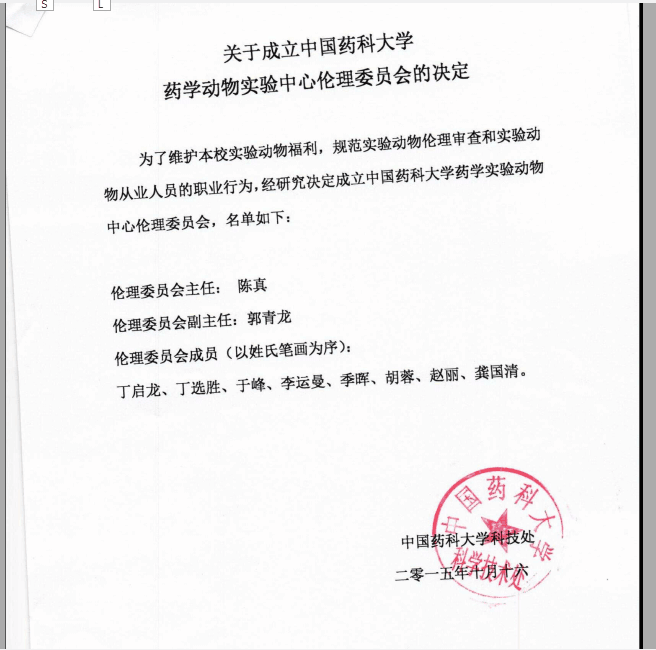 S
L
关于成立中国药科大学
药学动物实验中心伦理委员会的决定
为了维护本校实验动物福利，规范实验动物伦理审查和实验动
物从业人员的职业行为,经研究决定成立中国药科大学药学实验动物
中心伦理委员会，名单如下：
伦理委员会主任： 陈真
伦理委员会副主任：郭青龙
伦理委员会成员（以姓氏笔画为序）：
丁启龙、丁选胜、于峰、李运曼、季晖、胡蓉、赵丽、龚国清。
中国药科大学
中国药科大学科技处
科学技术处
二零一五年十月十六